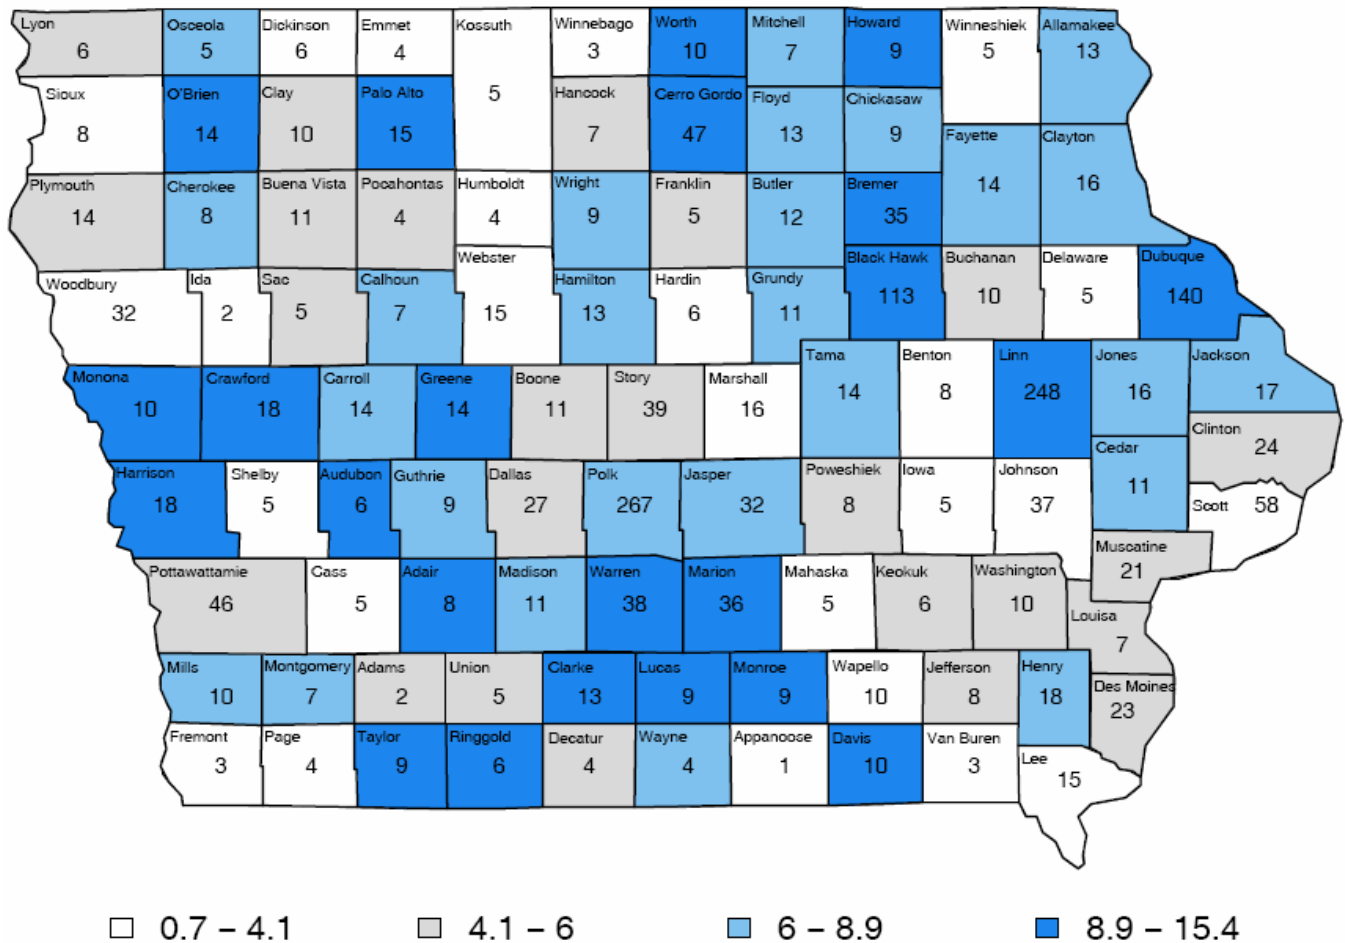 Lyon
6
Osceola
5
Dickinson
6
Emmet
4
Kossuth
5
Winnebago
3
Worth
10
Mitchell
7
Howard
9
Winneshiek
5
Allamakee
13
Sioux
8
O'Brien
14
Clay
10
Palo Alto
15
Hancock
7
Cerro Gordo
47
Floyd
13
Chickasaw
9
Fayette
14
Clayton
16
Plymouth
14
Cherokee
8
Buena Vista
11
Pocahontas
4
Humboldt
4
Wright
9
Franklin
5
Butler
12
Bremer
35
Woodbury
32
Ida
2
Sac
5
Calhoun
7
Webster
15
Hamilton
13
Hardin
6
Grundy
11
Black Hawk
113
Buchanan
10
Delaware
5
Dubuque
140
Monona
10
Crawford
18
Carroll
14
Greene
14
Boone
11
Story
39
Marshall
16
Tama
14
Benton
8
Linn
248
Jones
16
Jackson
17
Clinton
24
Harrison
18
Shelby
5
Audubon
6
Guthrie
9
Dallas
27
Polk
267
Jasper
32
Poweshiek
8
Iowa
5
Johnson
37
Cedar
11
Scott 58
Muscatine
21
Pottawattamie
46
Cass
5
Adair
8
Madison
11
Warren
38
Marion
36
Mahaska
5
Keokuk
6
Washington
10
Louisa
7
Mills
10
Montgomery
7
Adams
2
Union
5
Clarke
13
Lucas
9
Monroe
9
Wapello
10
Jefferson
8
Henry
18
Des Moines
23
Fremont
3
Page
4
Taylor
9
Ringgold
6
Decatur
4
Wayne
4
Appanoose
1
Davis
10
Van Buren
3
Lee
15
0.7 – 4.1 4.1 – 6 6 – 8.9 8.9 – 15.4